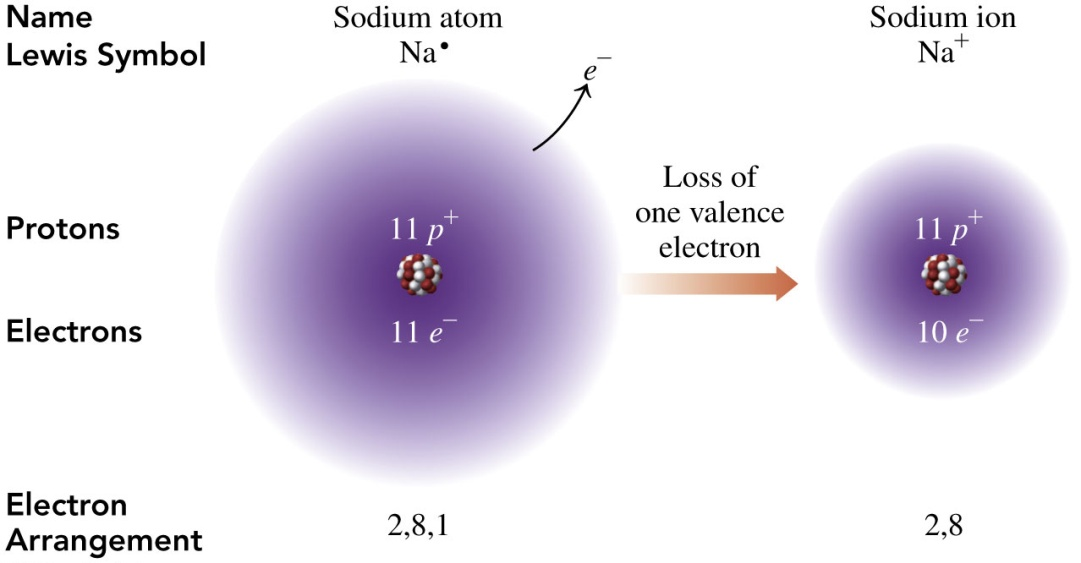 Name Sodium atom Sodium ion
Lewis Symbol Na• Na⁺
e⁻
Loss of
one valence
electron
Protons 11 p⁺ 11 p⁺
Electrons 11 e⁻ 10 e⁻
Electron
Arrangement 2,8,1 2,8